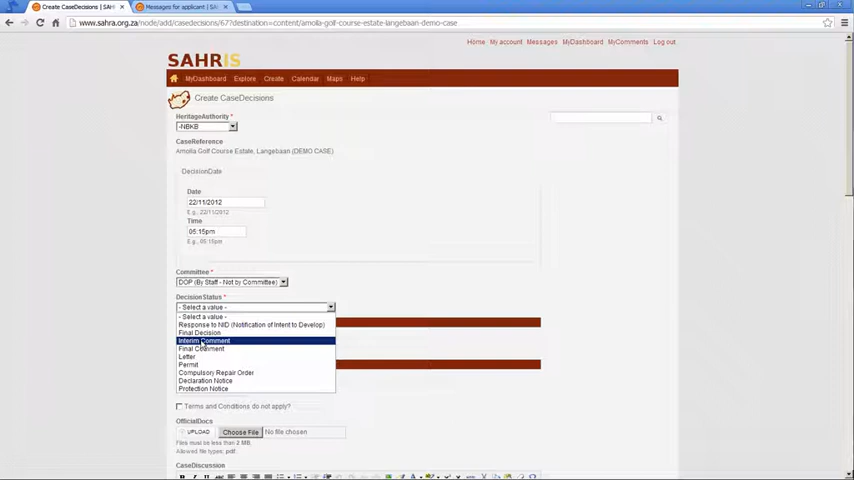 Create CaseDecisions | SAHRIS
Messages for applicant | SAH
www.sahra.org.za/node/add/casedecisions/67?destination=content/amolla-golf-course-estate-langebaan-demo-case
Home My account Messages MyDashboard MyComments Log out
SAHRIS
MyDashboard Explore Create Calendar Maps Help
Create CaseDecisions
HeritageAuthority *
-NBKB
CaseReference
Amolla Golf Course Estate, Langebaan (DEMO CASE)
DecisionDate
Date
22/11/2012
E.g., 22/11/2012
Time
05:15pm
E.g., 05:15pm
Committee *
DOP (By Staff - Not by Committee)
DecisionStatus *
- Select a value -
- Select a value -
Response to NID (Notification of Intent to Develop)
Final Decision
Interim Comment
Final Comment
Letter
Permit
Compulsory Repair Order
Declaration Notice
Protection Notice
Terms and Conditions do not apply?
OfficialDocs
UPLOAD Choose File No file chosen
Files must be less than 2 MB.
Allowed file types: pdf.
CaseDiscussion